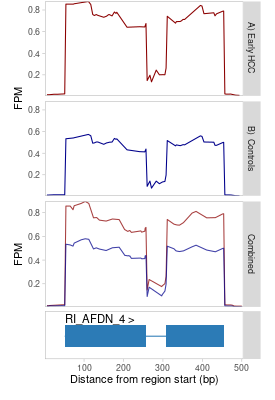 0.8
0.6
0.4
0.2
A) Early HCC
FPM
0.8
0.6
0.4
0.2
B): Controls
0.8
0.6
0.4
0.2
Combined
FPM
RI_AFDN_4 >
100 200 300 400 500
Distance from region start (bp)